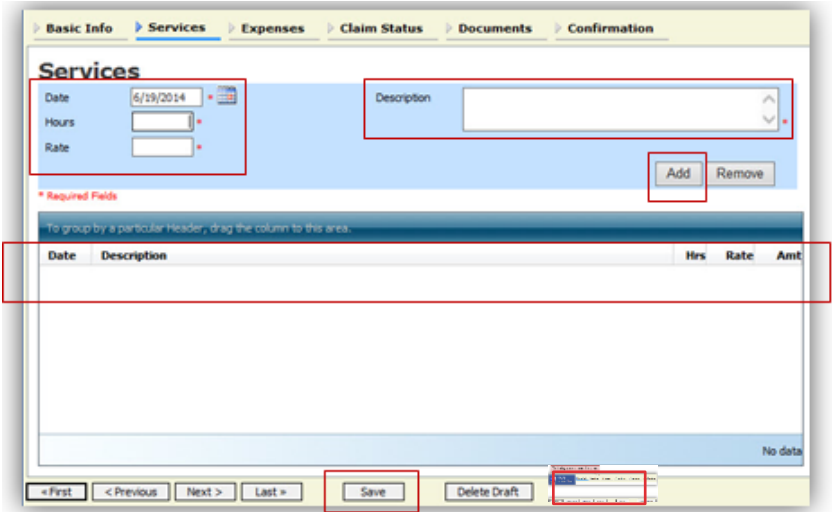 Basic Info Services Expenses Claim Status Documents Confirmation
Services
Date 6/19/2014 * Description *
Hours *
Rate *
Add Remove
* Required Fields
To group by a particular Header, drag the column to this area.
Date Description Hrs Rate Amt
No data
«First < Previous Next > Last » Save Delete Draft